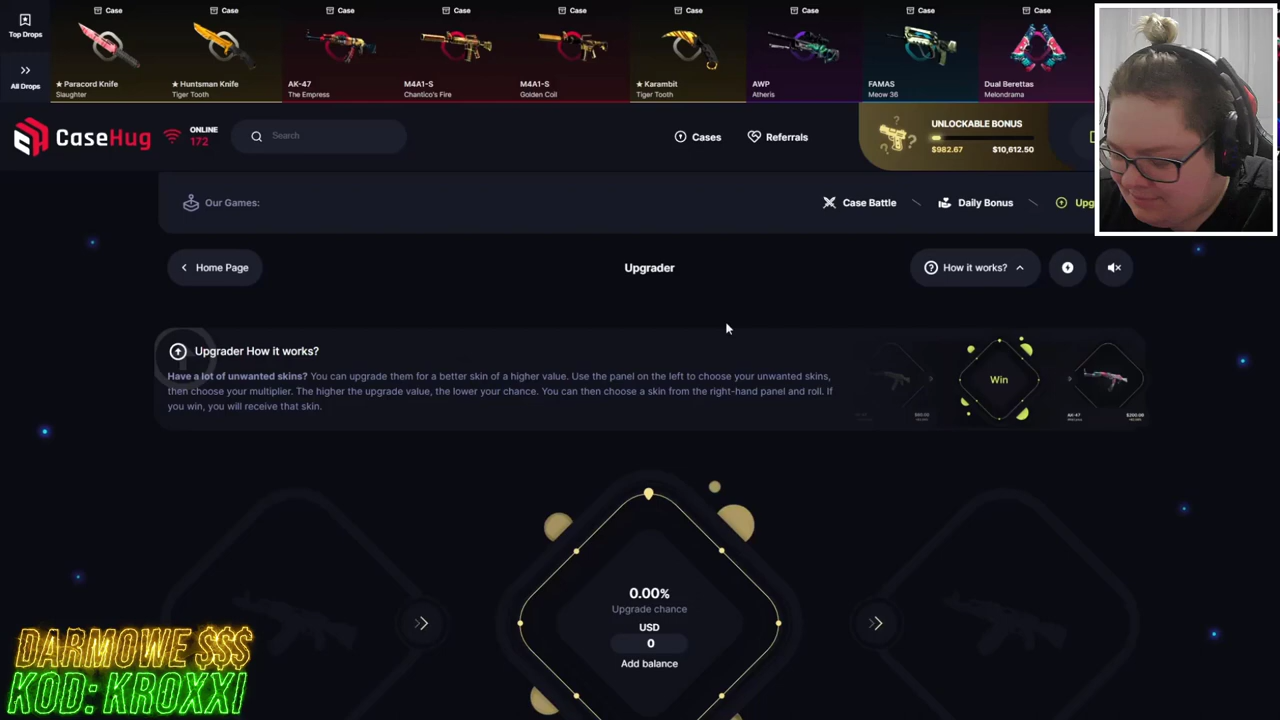 Top Drops
All Drops
Case
★ Paracord Knife
Slaughter
Case
★ Huntsman Knife
Tiger Tooth
Case
AK-47
The Empress
Case
M4A1-S
Chantico's Fire
Case
M4A1-S
Golden Coil
Case
★ Karambit
Tiger Tooth
Case
AWP
Atheris
Case
FAMAS
Meow 36
Case
Dual Berettas
Melondrama
CaseHug
ONLINE
172
Search
Cases
Referrals
UNLOCKABLE BONUS
$982.67 $10,612.50
Our Games:
Case Battle
Daily Bonus
Upg
Home Page
Upgrader
How it works?
Upgrader How it works?
Have a lot of unwanted skins? You can upgrade them for a better skin of a higher value. Use the panel on the left to choose your unwanted skins,
then choose your multiplier. The higher the upgrade value, the lower your chance. You can then choose a skin from the right-hand panel and roll. If
you win, you will receive that skin.
Win
AK-47
0.00%
Upgrade chance
USD
0
Add balance
DARMOWE $$$
KOD: KROXXI